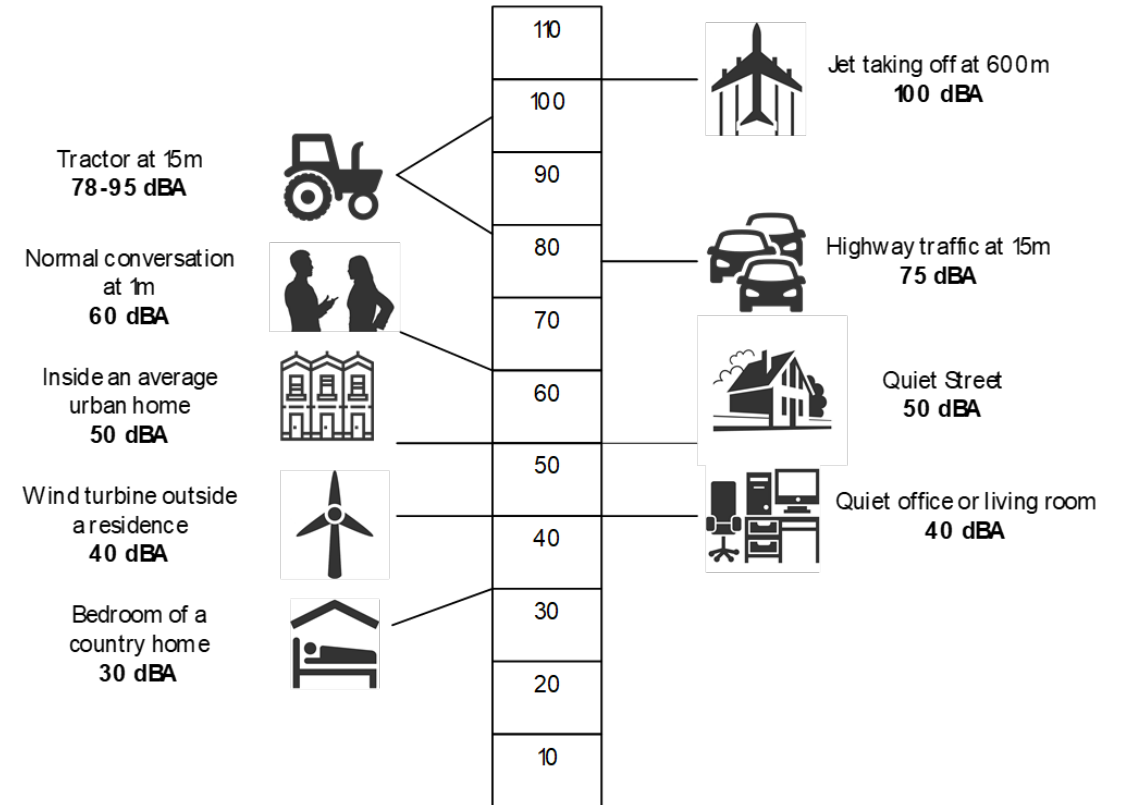 110
100
90
80
70
60
50
40
30
20
10
Tractor at 15m
78-95 dBA
Normal conversation
at 1m
60 dBA
Inside an average
urban home
50 dBA
Wind turbine outside
a residence
40 dBA
Bedroom of a
country home
30 dBA
Jet taking off at 600m
100 dBA
Highway traffic at 15m
75 dBA
Quiet Street
50 dBA
Quiet office or living room
40 dBA